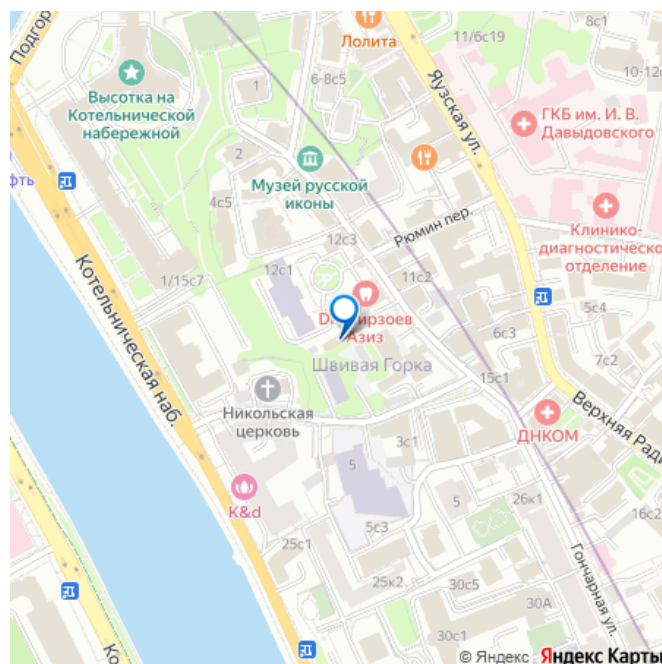 8с1
Лолита
11/6с19
10-12с
Подгор
6-8с5
1
Высотка на
Котельнической
набережной
Яузская ул.
ГКБ им. И. В.
Давыдовского
2
фть
Музей русской
иконы
4с5
Рюмин пер.
Клинико-
диагностическое
отделение
12с3
12с1
11с2
1/15с7
Котельническая наб.
Азиз
5с4
6с3
7с2
Швивая Горка
15с1
Никольская
церковь
Верхняя Ради
ДНКОМ
3с1
5
K&d
5
26к1
16с2
5с3
25с1
Гончарная ул.
25к2
30с5
30А
30с1
Ко
© Яндекс Яндекс Карты